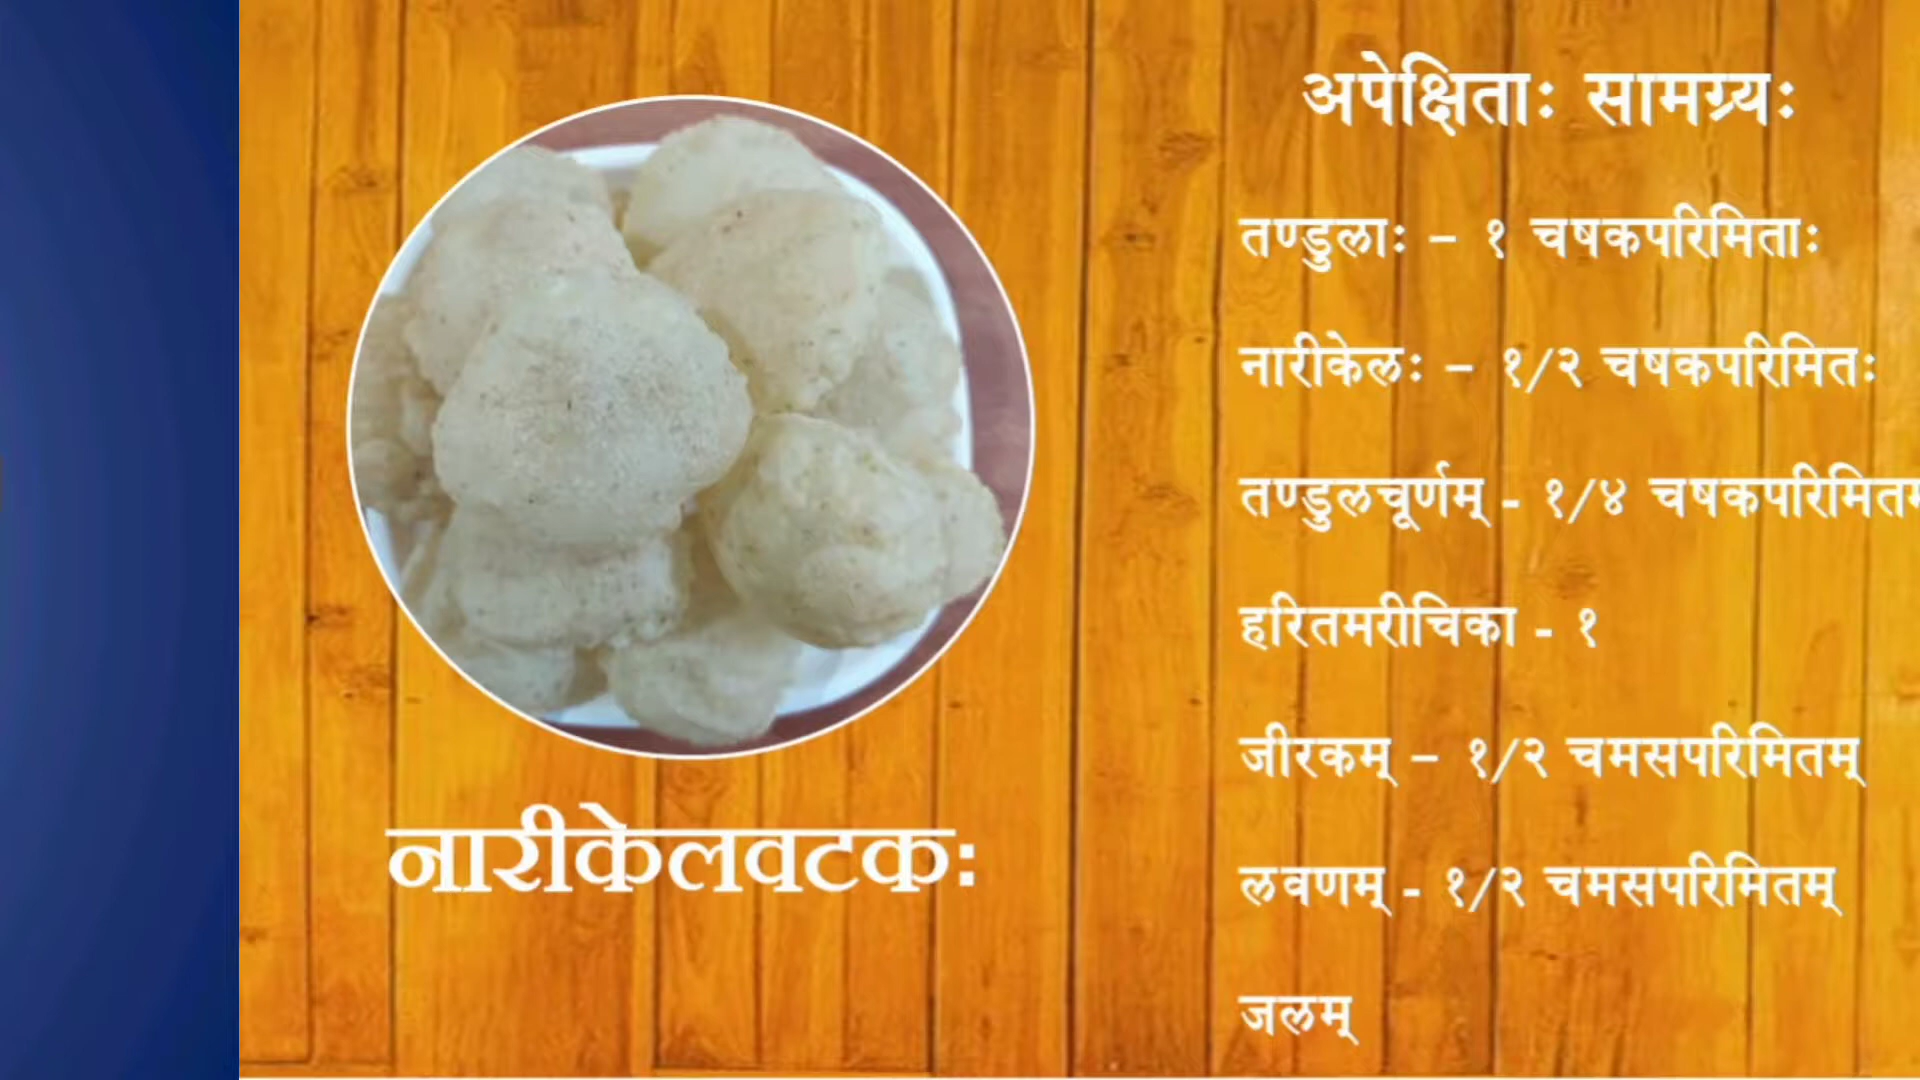 अपेक्षिताः सामग्र्यः
तण्डुलाः – १ चषकपरिमिताः
नारीकेलः – १/२ चषकपरिमितः
तण्डुलचूर्णम् - १/४ चषकपरिमितम
हरितमरीचिका - १
जीरकम् – १/२ चमसपरिमितम्
लवणम् - १/२ चमसपरिमितम्
जलम्
नारीकेलवटकः